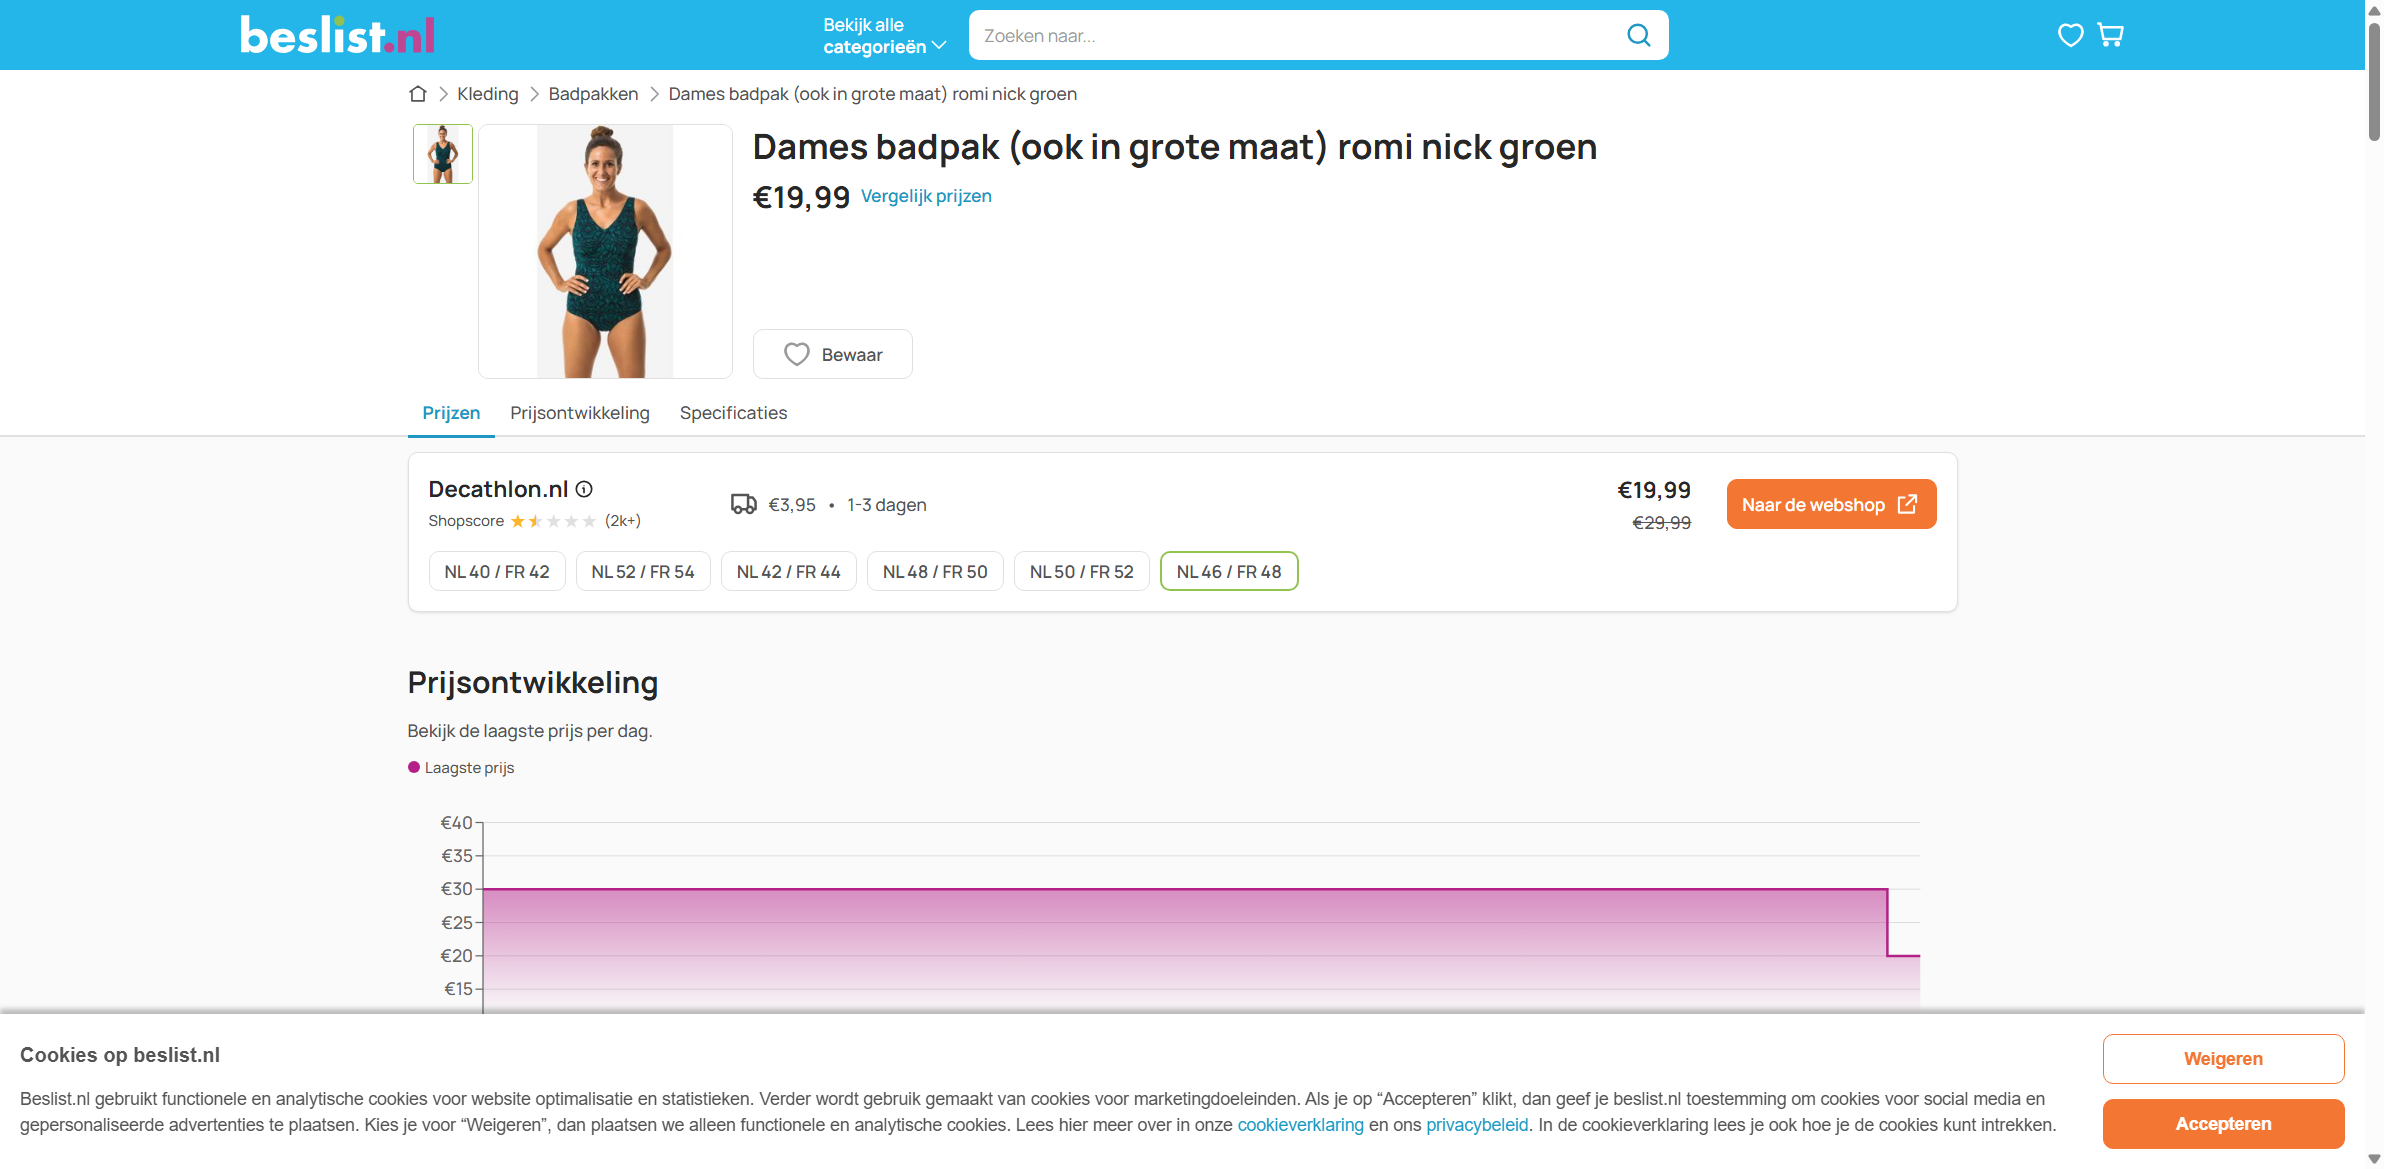 beslist.nl
Bekijk alle
categorieën
Zoeken naar...
Kleding
Badpakken
Dames badpak (ook in grote maat) romi nick groen
Dames badpak (ook in grote maat) romi nick groen
€19,99 Vergelijk prijzen
Bewaar
Prijzen Prijsontwikkeling Specificaties
Decathlon.nl
Shopscore (2k+)
€3,95 • 1-3 dagen
€19,99
€29,99
Naar de webshop
NL 40 / FR 42
NL 52 / FR 54
NL 42 / FR 44
NL 48 / FR 50
NL 50 / FR 52
NL 46 / FR 48
Prijsontwikkeling
Bekijk de laagste prijs per dag.
Laagste prijs
€40
€35
€30
€25
€20
€15
Cookies op beslist.nl
Beslist.nl gebruikt functionele en analytische cookies voor website optimalisatie en statistieken. Verder wordt gebruik gemaakt van cookies voor marketingdoeleinden. Als je op “Accepteren” klikt, dan geef je beslist.nl toestemming om cookies voor social media en
gepersonaliseerde advertenties te plaatsen. Kies je voor “Weigeren”, dan plaatsen we alleen functionele en analytische cookies. Lees hier meer over in onze cookieverklaring en ons privacybeleid. In de cookieverklaring lees je ook hoe je de cookies kunt intrekken.
Weigeren
Accepteren